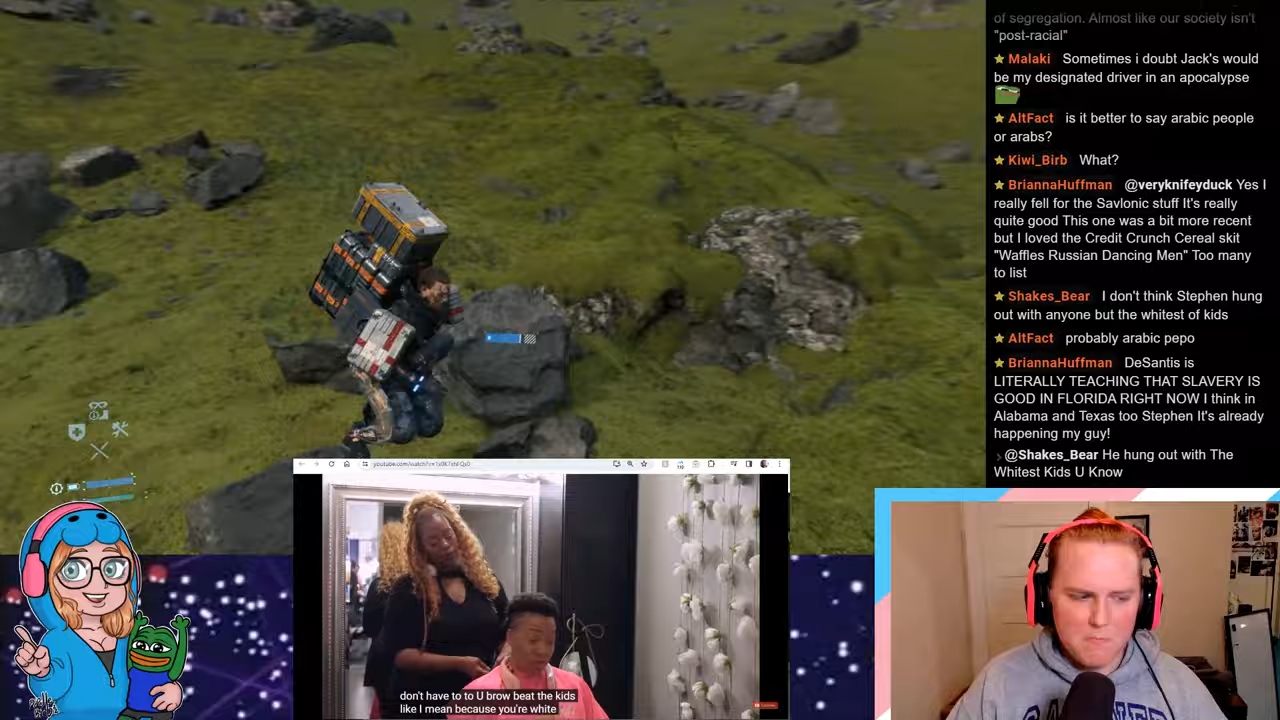 of segregation. Almost like our society isn't
"post-racial"
Malaki Sometimes i doubt Jack's would
be my designated driver in an apocalypse
AltFact is it better to say arabic people
or arabs?
Kiwi_Birb What?
BriannaHuffman @veryknifeyduck Yes I
really fell for the Savlonic stuff It's really
quite good This one was a bit more recent
but I loved the Credit Crunch Cereal skit
"Waffles Russian Dancing Men" Too many
to list
Shakes_Bear I don't think Stephen hung
out with anyone but the whitest of kids
AltFact probably arabic pepo
BriannaHuffman DeSantis is
LITERALLY TEACHING THAT SLAVERY IS
GOOD IN FLORIDA RIGHT NOW I think in
Alabama and Texas too Stephen It's already
happening my guy!
@Shakes_Bear He hung out with The
Whitest Kids U Know
don't have to to U brow beat the kids
like I mean because you're white